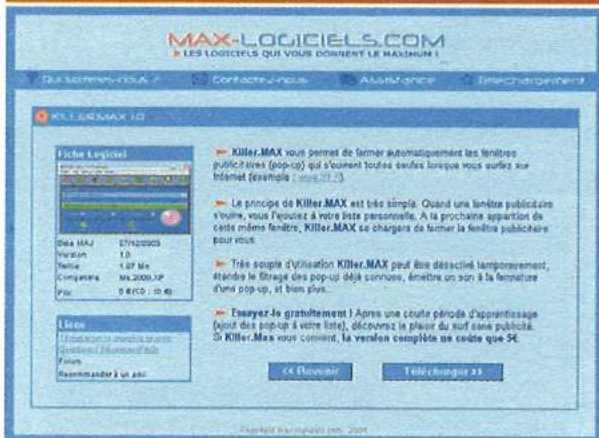 MAX-LOGICIELS.COM
LES LOGICIELS QUI VOUS DONNENT LE MAXIMUM !
Qui sommes-nous ?
Contactez-nous
Assistance
Téléchargement
KILLER.MAX 1.0
Fiche Logiciel
Date MAJ 27/12/2003
Version 1.0
Taille 1.07 Mo
Compatible
Prix
Liens
Forum
Recommander à un ami
Killer.MAX vous permet de fermer automatiquement les fenêtres
publicitaires (pop-up) qui s'ouvrent toutes seules lorsque vous surfez sur
Internet (exemple
Le principe de Killer.MAX est très simple. Quand une fenêtre publicitaire
s'ouvre, vous l'ajoutez à votre liste personnelle. A la prochaine apparition de
cette même fenêtre, Killer.MAX se chargera de fermer la fenêtre publicitaire
pour vous.
Très souple d'utilisation Killer.MAX peut être désactivé temporairement,
étendre le filtrage des pop-up déjà connues, émettre un son à la fermeture
d'une pop-up, et bien plus...
Essayez-le gratuitement ! Après une courte période d'apprentissage
(ajout des pop-up à votre liste), découvrez le plaisir du surf sans publicité.
Si Killer.Max vous convient, la version complète ne coûte que 5€
<< Revenir
Télécharger >>